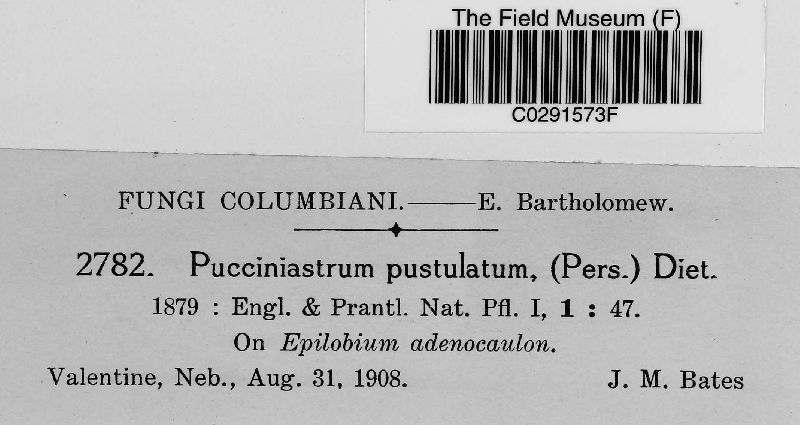 The Field Museum (F)
C0291573F
FUNGI COLUMBIANI.——E. Bartholomew.
2782. Pucciniastrum pustulatum, (Pers.) Diet.
1879 : Engl. & Prantl. Nat. Pfl. I, 1 : 47.
On Epilobium adenocaulon.
Valentine, Neb., Aug. 31, 1908. J. M. Bates